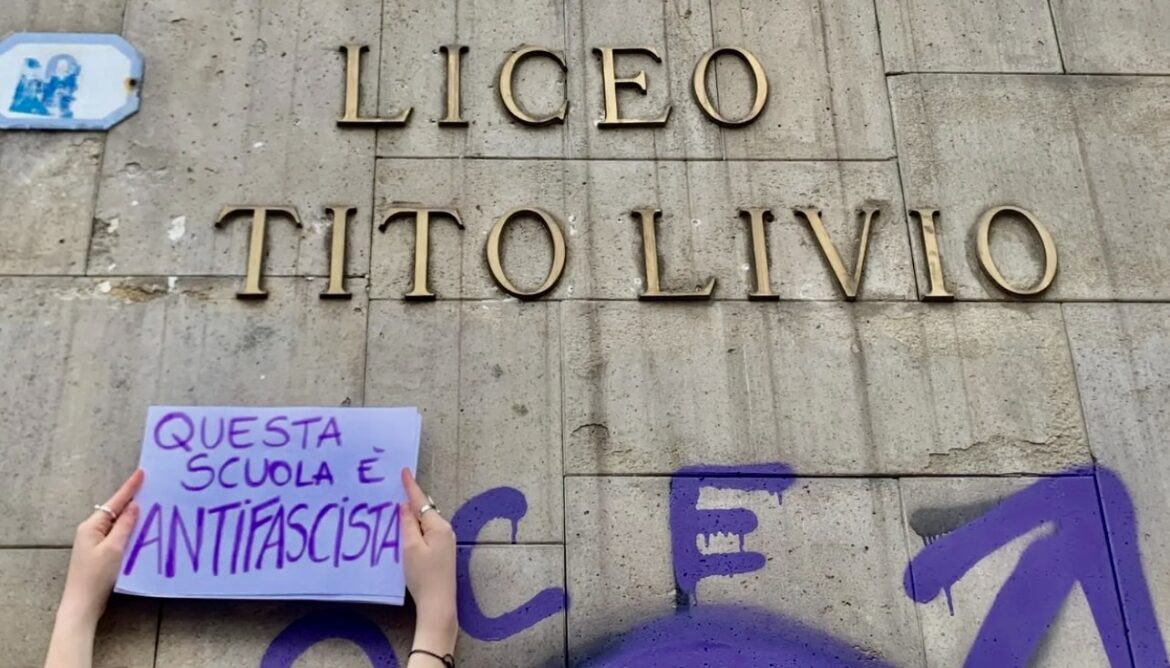 LICEO
TITO LIVIO
QUESTA
SCUOLA È
ANTIFASCISTA
C E